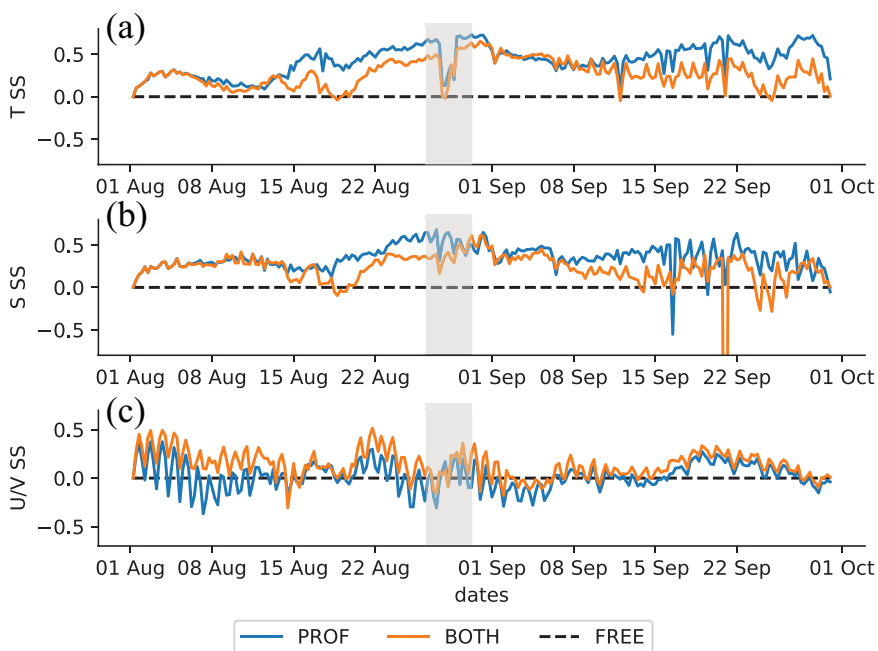 (a)
0.5
0.0
−0.5
T SS
01 Aug 08 Aug 15 Aug 22 Aug 01 Sep 08 Sep 15 Sep 22 Sep 01 Oct
(b)
0.5
0.0
−0.5
S SS
01 Aug 08 Aug 15 Aug 22 Aug 01 Sep 08 Sep 15 Sep 22 Sep 01 Oct
(c)
0.5
0.0
−0.5
U/V SS
01 Aug 08 Aug 15 Aug 22 Aug 01 Sep 08 Sep 15 Sep 22 Sep 01 Oct
dates
PROF BOTH FREE